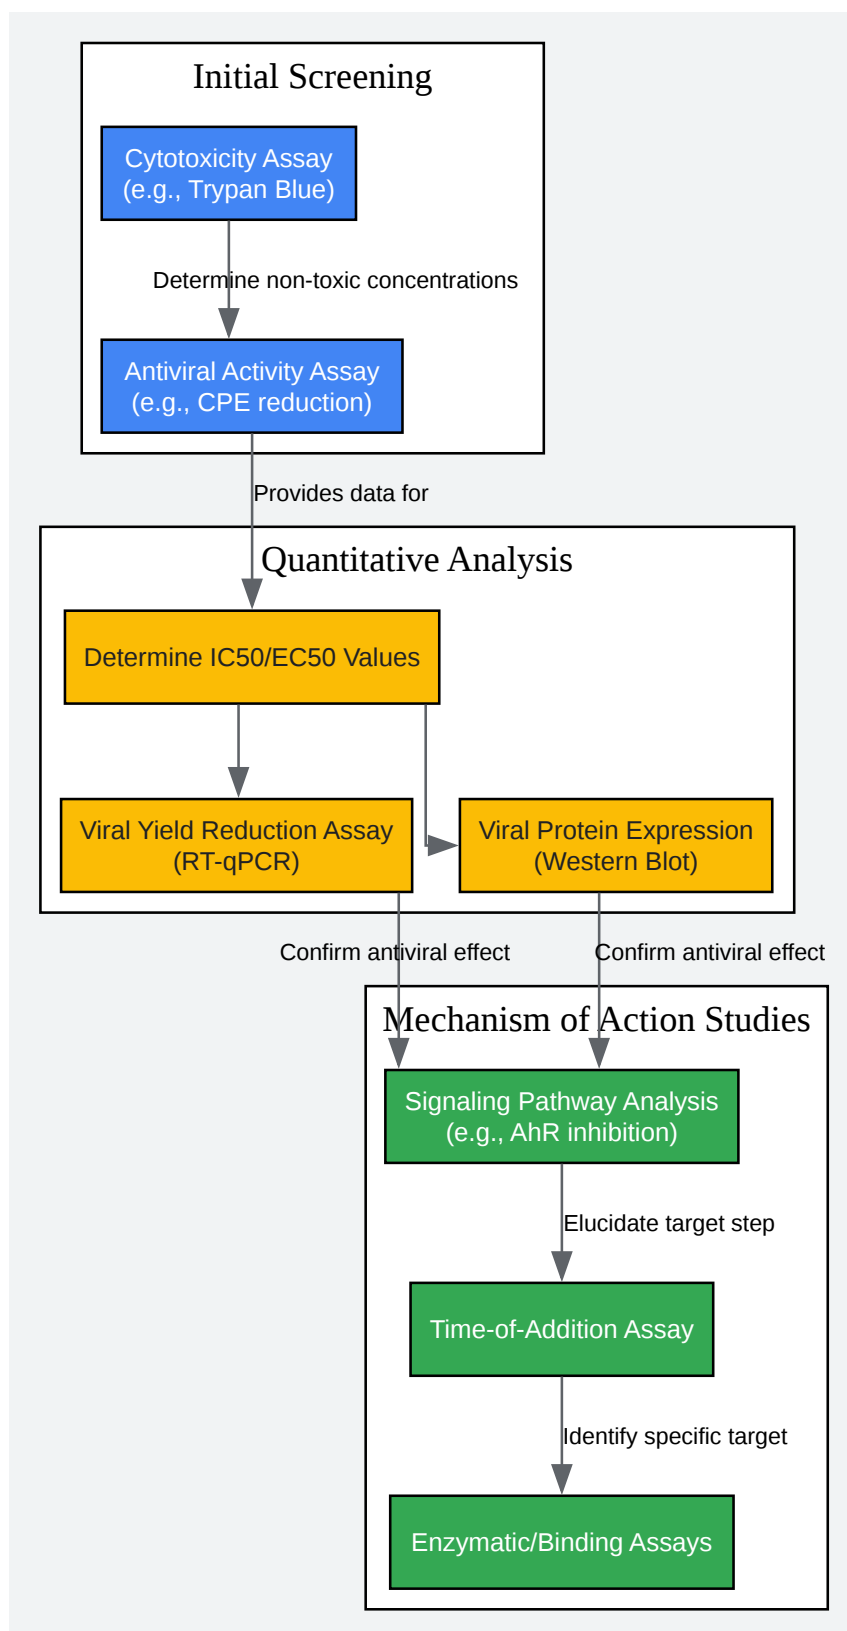 Initial Screening
Cytotoxicity Assay
(e.g., Trypan Blue)
Determine non-toxic concentrations
Antiviral Activity Assay
(e.g., CPE reduction)
Provides data for
Quantitative Analysis
Determine IC50/EC50 Values
Viral Yield Reduction Assay
(RT-qPCR)
Viral Protein Expression
(Western Blot)
Confirm antiviral effect
Confirm antiviral effect
Mechanism of Action Studies
Signaling Pathway Analysis
(e.g., AhR inhibition)
Elucidate target step
Time-of-Addition Assay
Identify specific target
Enzymatic/Binding Assays